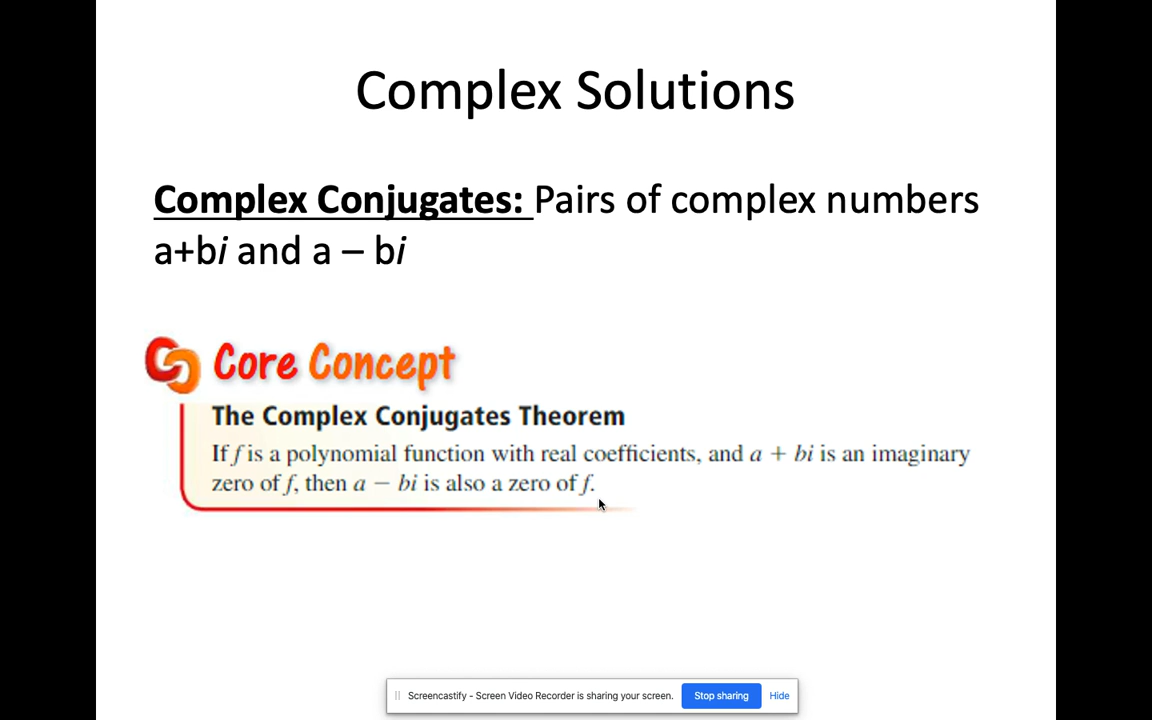 Complex Solutions
Complex Conjugates: Pairs of complex numbers
a+bi and a – bi
Core Concept
The Complex Conjugates Theorem
If f is a polynomial function with real coefficients, and a + bi is an imaginary
zero of f, then a − bi is also a zero of f.
Screencastify - Screen Video Recorder is sharing your screen. Stop sharing Hide